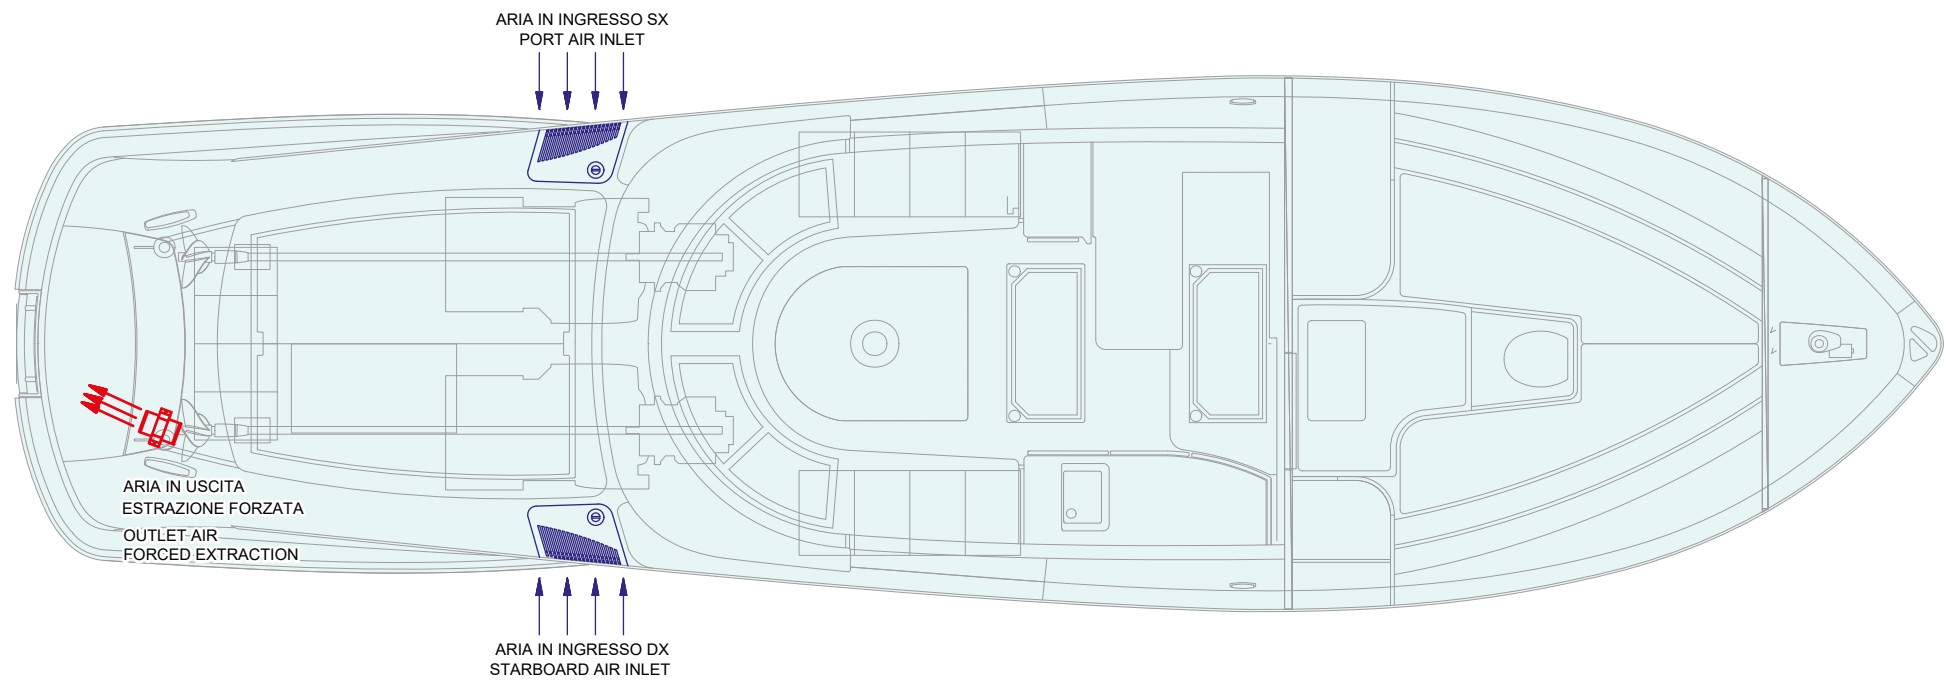 ARIA IN INGRESSO SX
PORT AIR INLET
ARIA IN USCITA
ESTRAZIONE FORZATA
OUTLET AIR
FORCED EXTRACTION
ARIA IN INGRESSO DX
STARBOARD AIR INLET